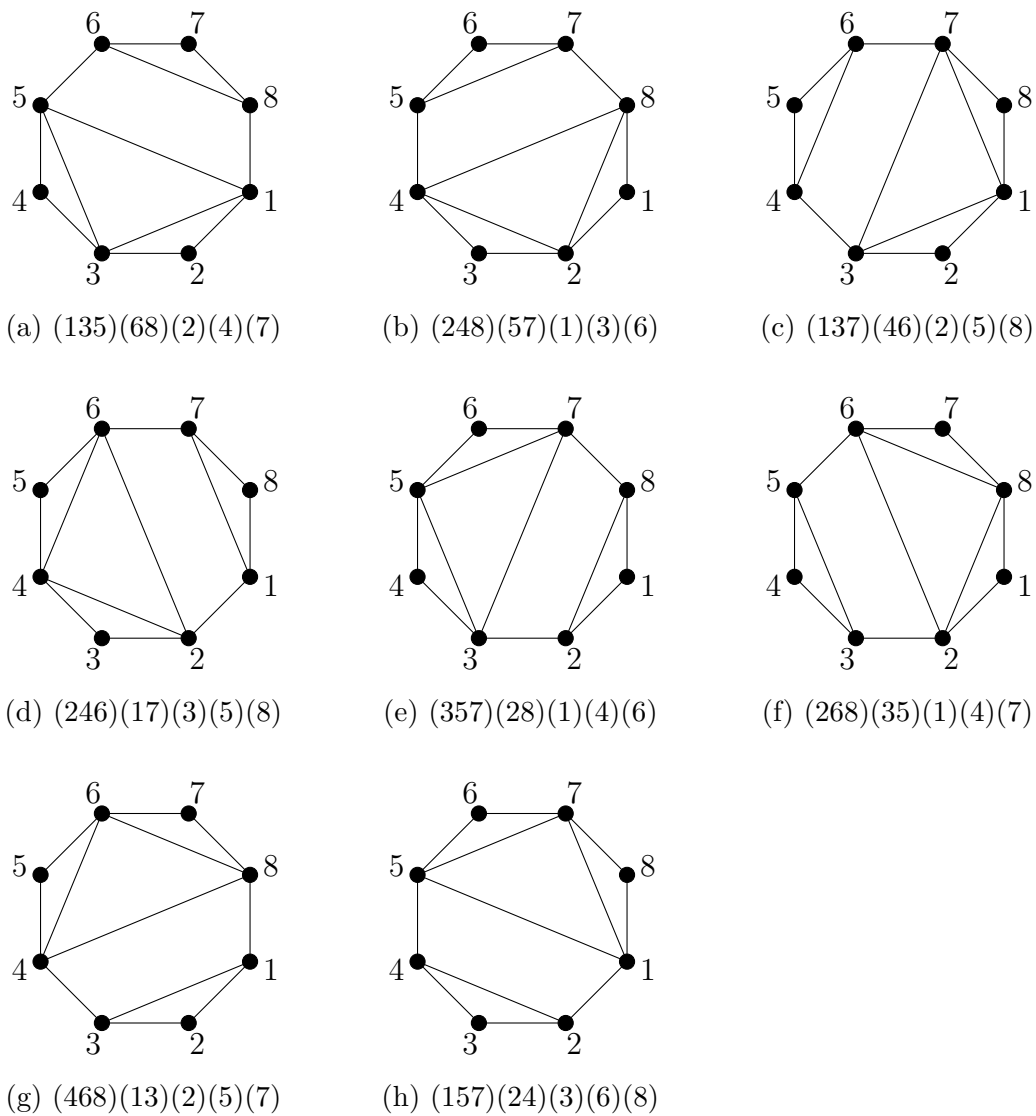 6 7 6 7 6 7
5 8 5 8 5 8
4 1 4 1 4 1
3 2 3 2 3 2
(a) (135)(68)(2)(4)(7) (b) (248)(57)(1)(3)(6) (c) (137)(46)(2)(5)(8)
6 7 6 7 6 7
5 8 5 8 5 8
4 1 4 1 4 1
3 2 3 2 3 2
(d) (246)(17)(3)(5)(8) (e) (357)(28)(1)(4)(6) (f) (268)(35)(1)(4)(7)
6 7 6 7
5 8 5 8
4 1 4 1
3 2 3 2
(g) (468)(13)(2)(5)(7) (h) (157)(24)(3)(6)(8)